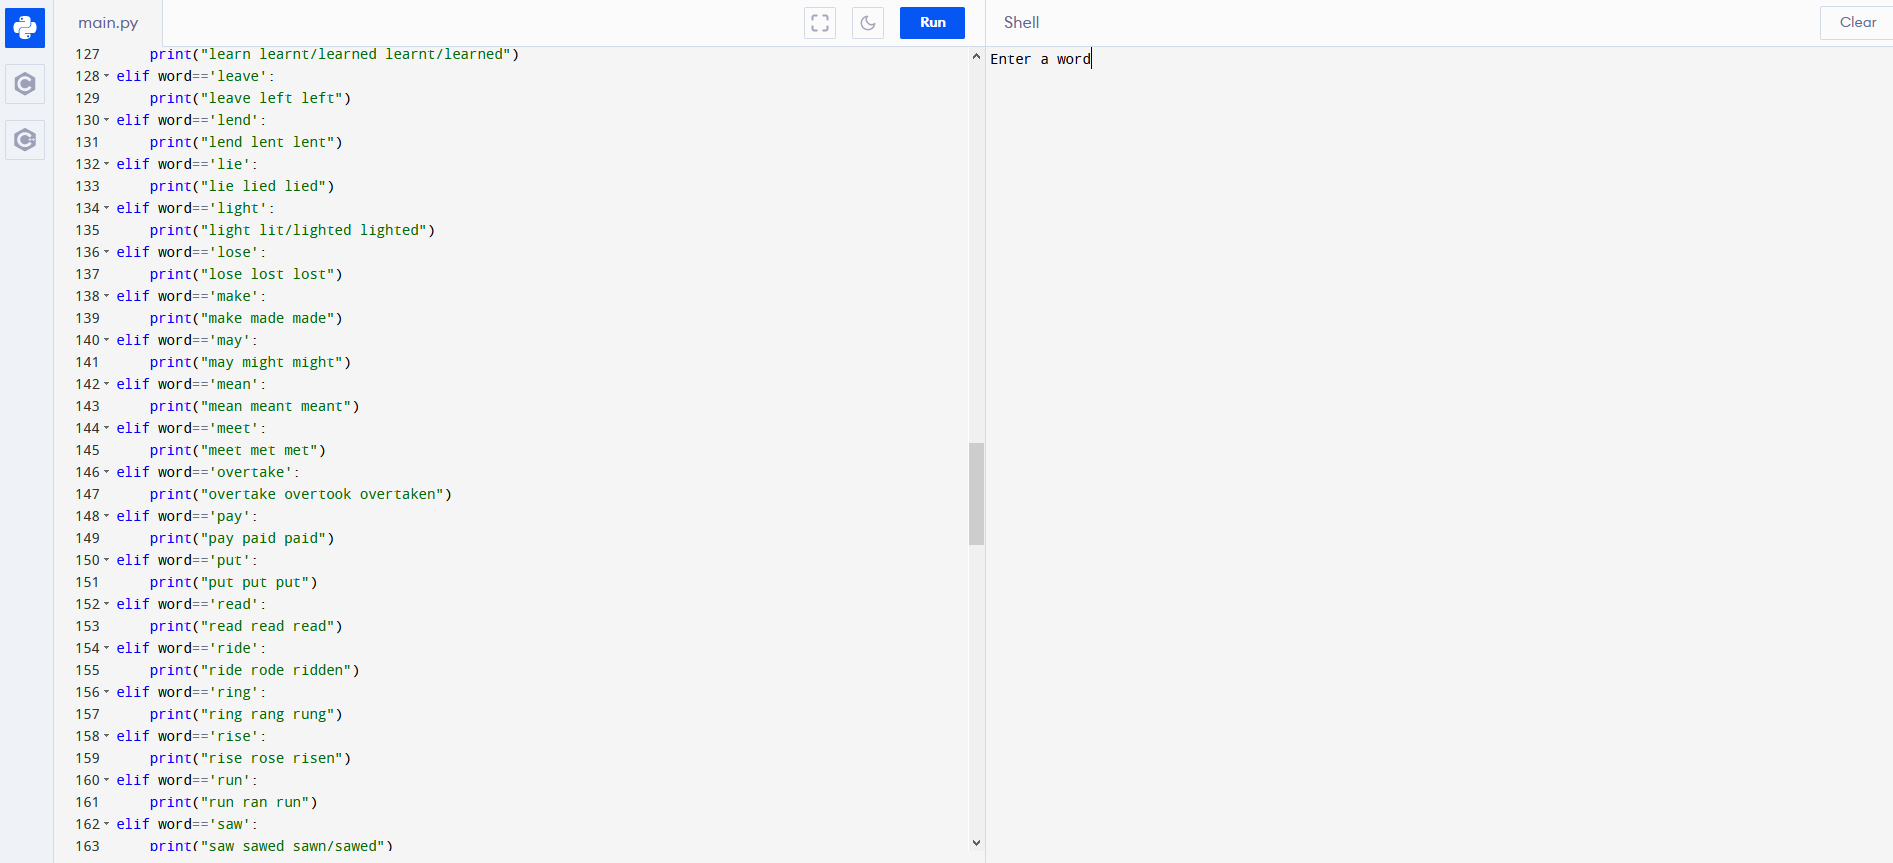 main.py
Run
Shell
Clear
127 print("learn learnt/learned learnt/learned")
128 elif word=='leave':
129 print("leave left left")
130 elif word=='lend':
131 print("lend lent lent")
132 elif word=='lie':
133 print("lie lied lied")
134 elif word=='light':
135 print("light lit/lighted lighted")
136 elif word=='lose':
137 print("lose lost lost")
138 elif word=='make':
139 print("make made made")
140 elif word=='may':
141 print("may might might")
142 elif word=='mean':
143 print("mean meant meant")
144 elif word=='meet':
145 print("meet met met")
146 elif word=='overtake':
147 print("overtake overtook overtaken")
148 elif word=='pay':
149 print("pay paid paid")
150 elif word=='put':
151 print("put put put")
152 elif word=='read':
153 print("read read read")
154 elif word=='ride':
155 print("ride rode ridden")
156 elif word=='ring':
157 print("ring rang rung")
158 elif word=='rise':
159 print("rise rose risen")
160 elif word=='run':
161 print("run ran run")
162 elif word=='saw':
163 print("saw sawed sawn/sawed")
Enter a word